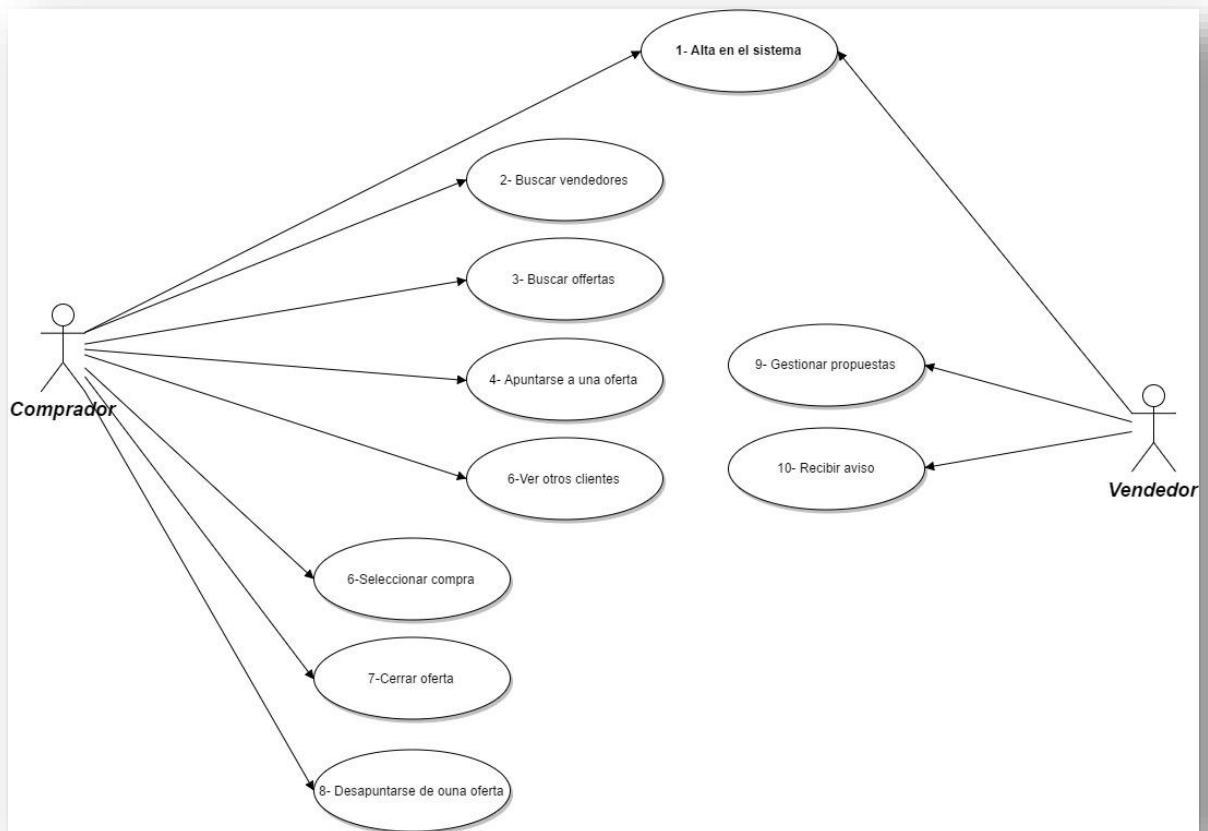 1- Alta en el sistema
2- Buscar vendedores
3- Buscar offertas
4- Apuntarse a una oferta
9- Gestionar propuestas
Comprador
6-Ver otros clientes
10- Recibir aviso
Vendedor
6-Seleccionar compra
7-Cerrar oferta
8- Desapuntarse de ouna oferta